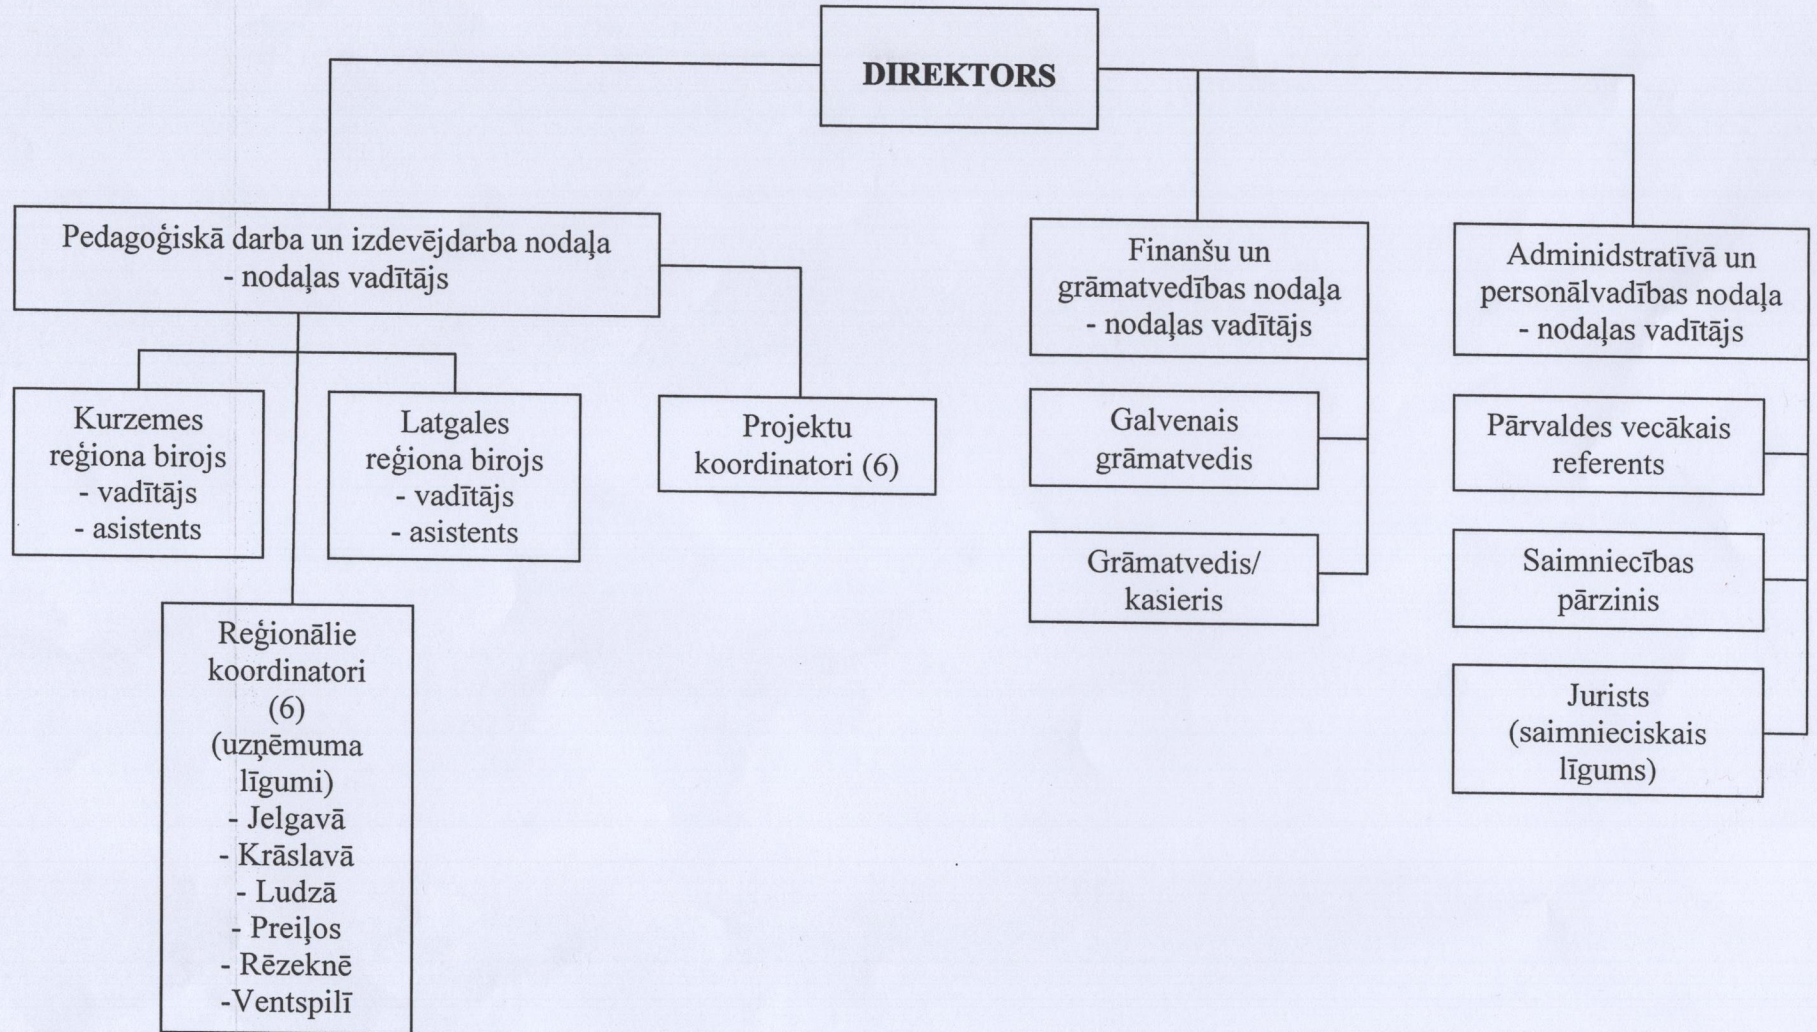 DIREKTORS
Pedagoģiskā darba un izdevējdarba nodaļa
- nodaļas vadītājs
Finanšu un
grāmatvedības nodaļa
- nodaļas vadītājs
Adminidstratīvā un
personālvadības nodaļa
- nodaļas vadītājs
Kurzemes
reģiona birojs
- vadītājs
- asistents
Latgales
reģiona birojs
- vadītājs
- asistents
Projektu
koordinatori (6)
Galvenais
grāmatvedis
Pārvaldes vecākais
referents
Grāmatvedis/
kasieris
Saimniecības
pārzinis
Reģionālie
koordinatori
(6)
(uzņēmuma
līgumi)
- Jelgavā
- Krāslavā
- Ludzā
- Preiļos
- Rēzeknē
-Ventspilī
Jurists
(saimnieciskais
līgums)